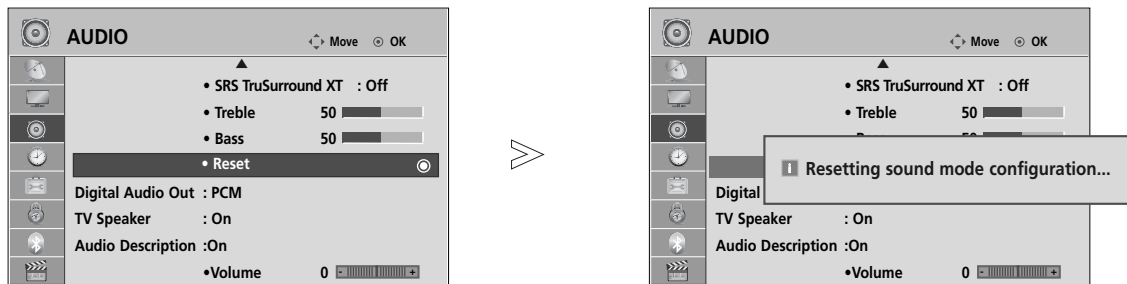 AUDIO
Move OK
• SRS TruSurround XT : Off
• Treble 50
• Bass 50
• Reset
Digital Audio Out : PCM
TV Speaker : On
Audio Description :On
•Volume 0 - +
AUDIO
Move OK
• SRS TruSurround XT : Off
• Treble 50
i Resetting sound mode configuration...
Digital
TV Speaker : On
Audio Description :On
•Volume 0 - +